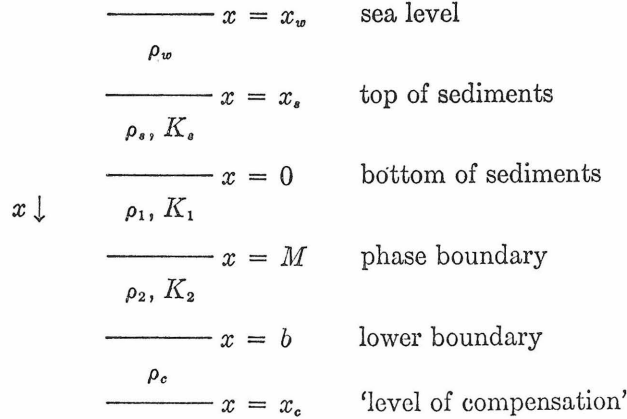 x = x_w sea level
ρ_w
x = x_s top of sediments
ρ_s, K_s
x = 0 bottom of sediments
x ↓
ρ_1, K_1
x = M phase boundary
ρ_2, K_2
x = b lower boundary
ρ_c
x = x_c 'level of compensation'